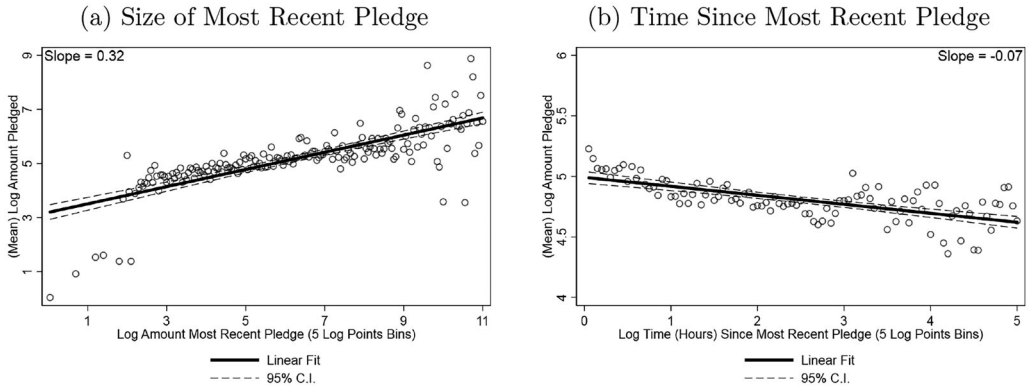 (a) Size of Most Recent Pledge
Slope = 0.32
(Mean) Log Amount Pledged
9
7
5
3
1
1 3 5 7 9 11
Log Amount Most Recent Pledge (5 Log Points Bins)
Linear Fit
95% C.I.
(b) Time Since Most Recent Pledge
Slope = -0.07
(Mean) Log Amount Pledged
6
5.5
5
4.5
4
0 1 2 3 4 5
Log Time (Hours) Since Most Recent Pledge (5 Log Points Bins)
Linear Fit
95% C.I.